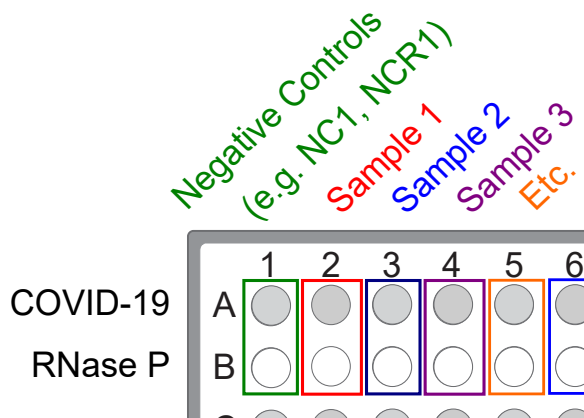 Negative Controls
(e.g. NC1, NCR1)
Sample 1
Sample 2
Sample 3
Etc.
1 2 3 4 5 6
COVID-19 A
RNase P B